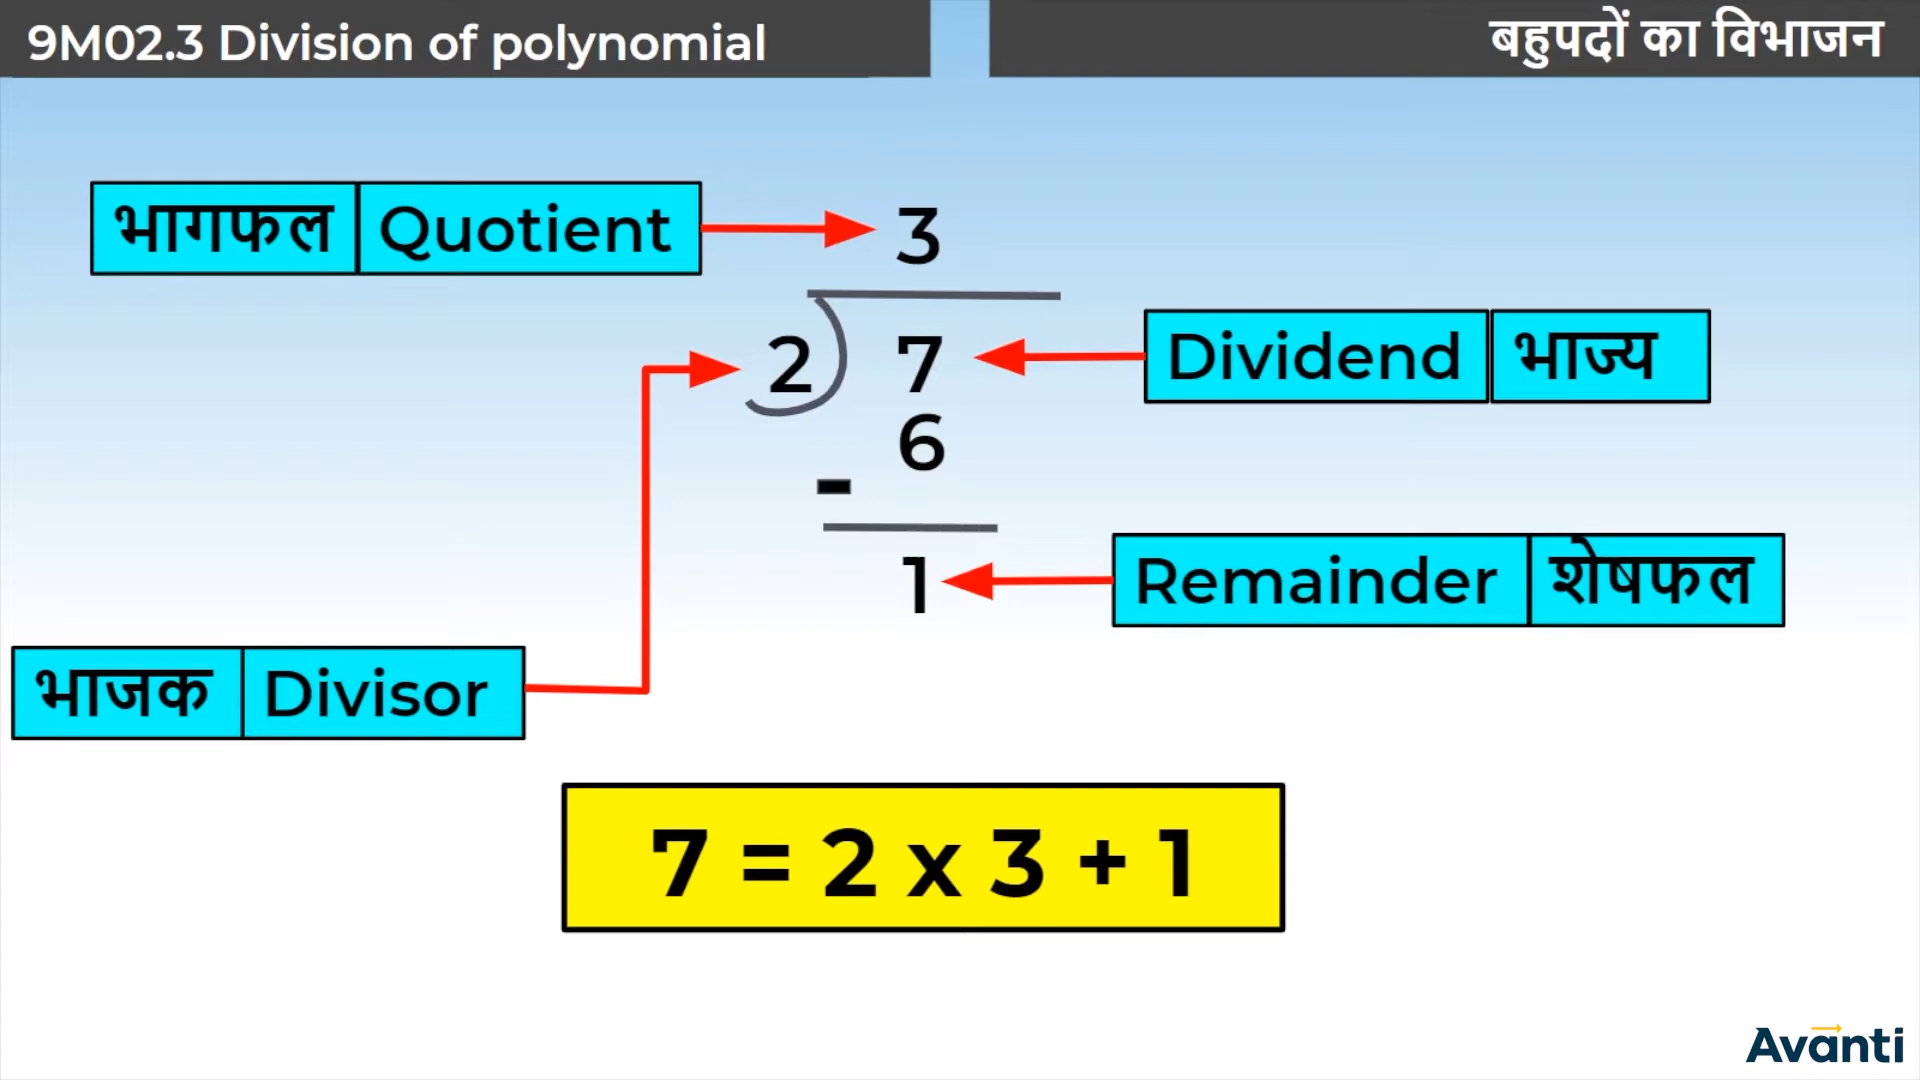 9M02.3 Division of polynomial
बहुपदों का विभाजन
भागफल Quotient
3
2 7
Dividend भाज्य
6
-
1
Remainder शेषफल
भाजक Divisor
7 = 2 x 3 + 1
Avanti